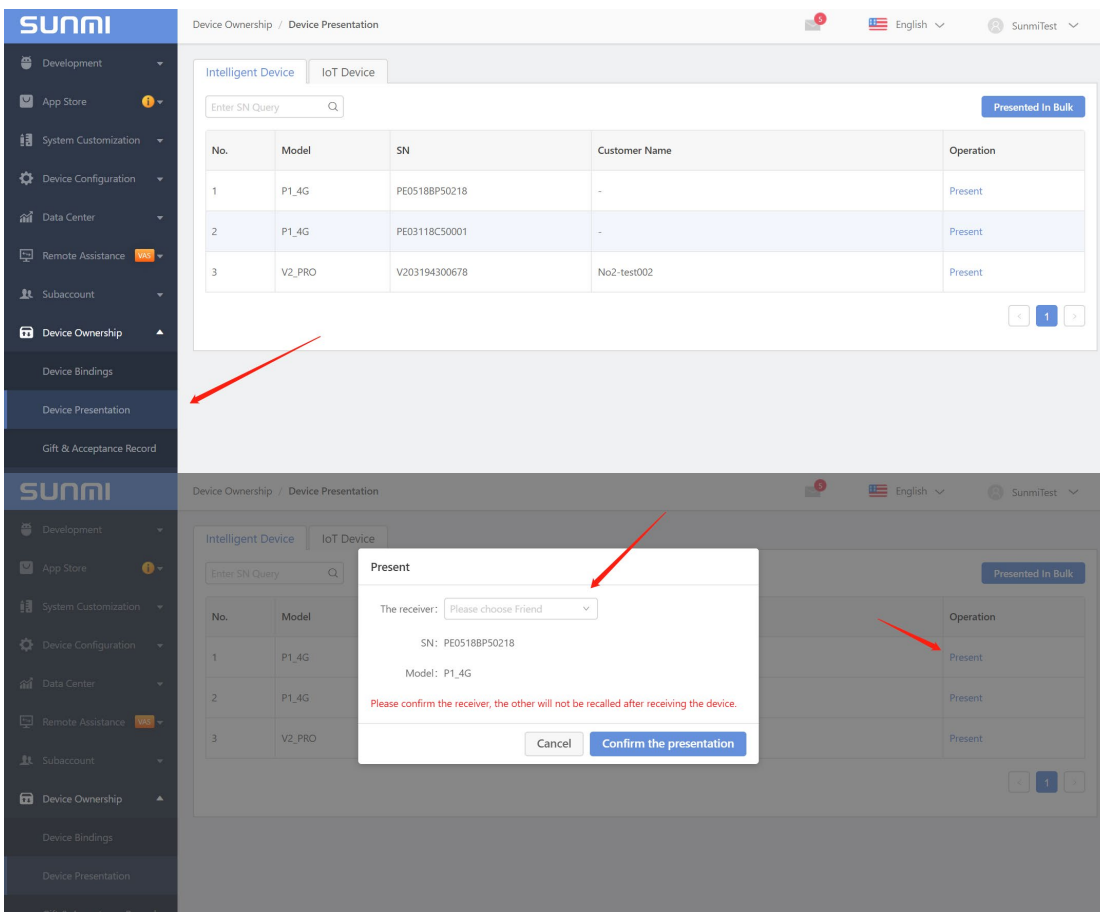 SUNMI
Device Ownership / Device Presentation
5
English
SunmiTest
Development
App Store
System Customization
Device Configuration
Data Center
Remote Assistance VAS
Subaccount
Device Ownership
Device Bindings
Device Presentation
Gift & Acceptance Record
Intelligent Device
IoT Device
Enter SN Query
Presented In Bulk
No. Model SN Customer Name Operation
1 P1_4G PE0518BP50218 - Present
2 P1_4G PE03118C50001 - Present
3 V2_PRO V203194300678 No2-test002 Present
< 1 >
SUNMI
Device Ownership / Device Presentation
5
English
SunmiTest
Development
App Store
System Customization
Device Configuration
Data Center
Remote Assistance VAS
Subaccount
Device Ownership
Device Bindings
Device Presentation
Intelligent Device
IoT Device
Enter SN Query
Presented In Bulk
No. Model Operation
1 P1_4G Present
2 P1_4G Present
3 V2_PRO Present
< 1 >
Present
The receiver: Please choose Friend
SN: PE0518BP50218
Model: P1_4G
Please confirm the receiver, the other will not be recalled after receiving the device.
Cancel
Confirm the presentation